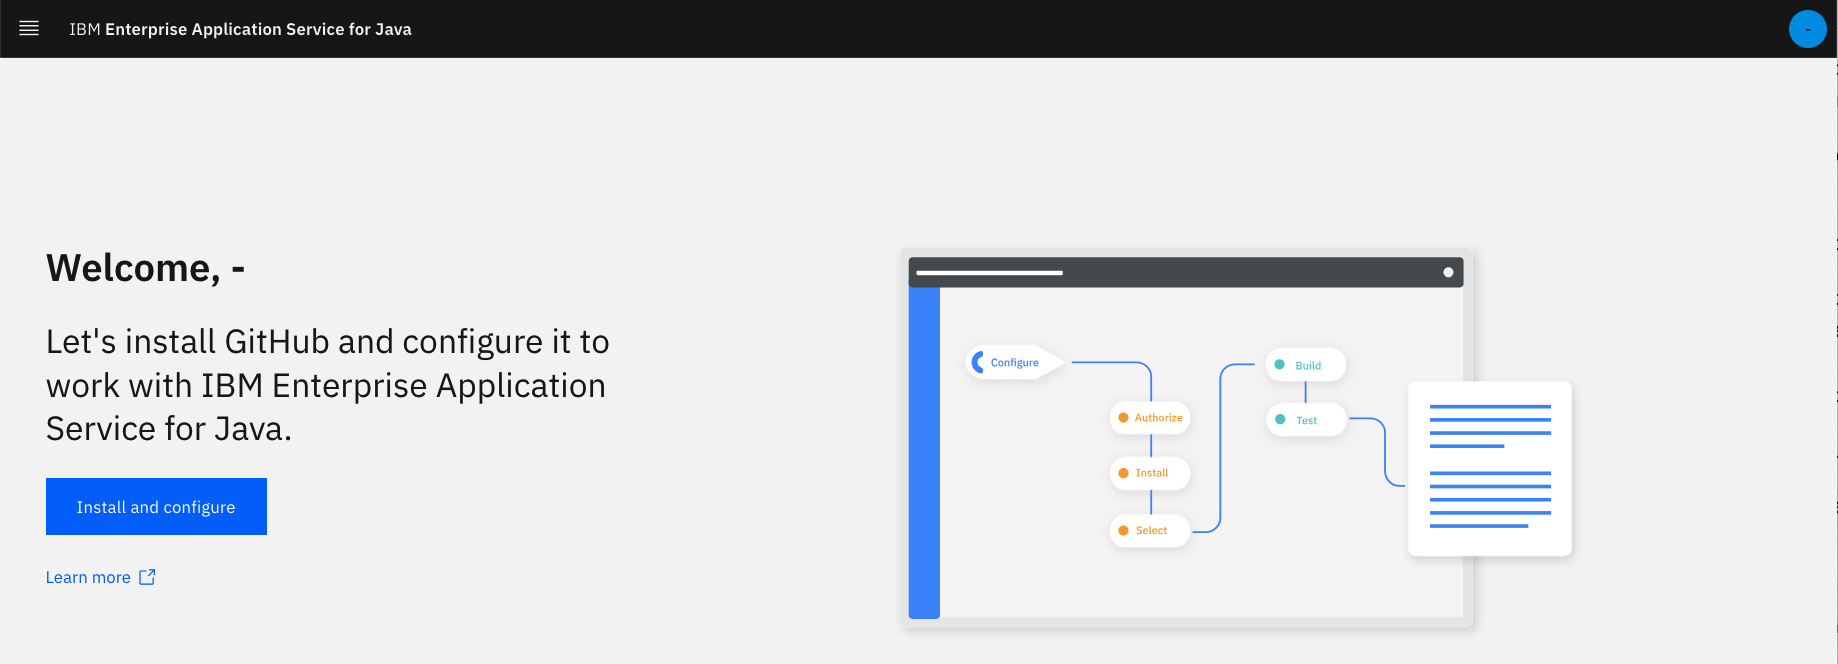 IBM Enterprise Application Service for Java
-
Welcome, -
Let's install GitHub and configure it to
work with IBM Enterprise Application
Service for Java.
Install and configure
Learn more
Configure
Authorize
Install
Select
Build
Test